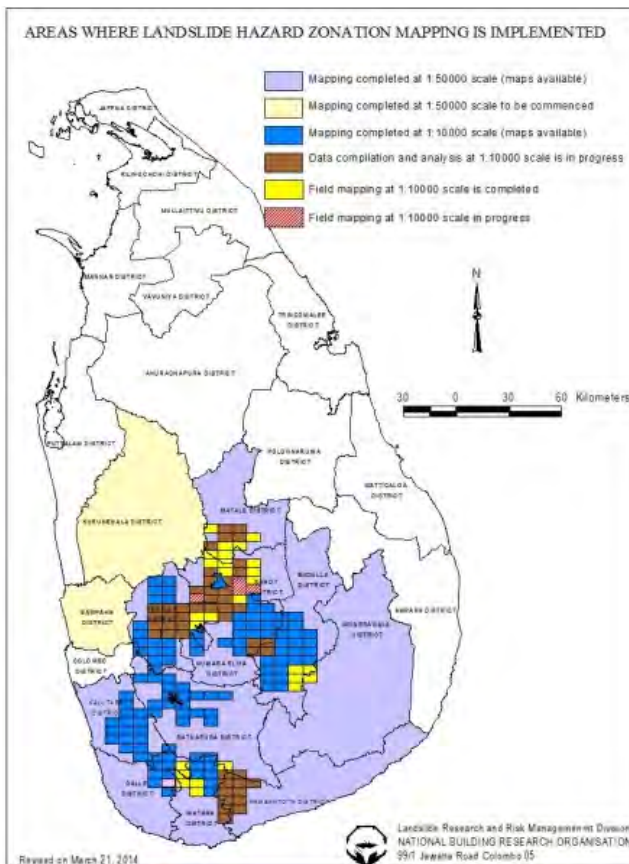 AREAS WHERE LANDSLIDE HAZARD ZONATION MAPPING IS IMPLEMENTED
Mapping completed at 1:50000 scale (maps available)
Mapping completed at 1:50000 scale to be commenced
Mapping completed at 1:10000 scale (maps available)
Data compilation and analysis at 1:10000 scale is in progress
Field mapping at 1:10000 scale is completed
Field mapping at 1:10000 scale in progress
JAFFNA DISTRICT
KILINOCHCHI DISTRICT
MULLAITIVU DISTRICT
MANNAR DISTRICT
VAVUNIYA DISTRICT
TRINCOMALEE
DISTRICT
N
ANURADHAPURA DISTRICT
30 0 30 60 Kilometers
PUTTALAM DISTRICT
POLONNARUWA
DISTRICT
BATTICALOA
DISTRICT
MATALE DISTRICT
KURUNEGALA DISTRICT
BADULLA
DISTRICT
KANDY
DISTRICT
GAMPAHA
DISTRICT
MONARAGALA
DISTRICT
AMPARA DISTRICT
COLOMBO
DISTRICT
NUWARAELIYA
DISTRICT
KALUTARA
DISTRICT
RATNAPURA DISTRICT
GALLE
DISTRICT
MATARA
DISTRICT
HAMBANTOTA DISTRICT
Landslide Research and Risk Management Division
NATIONAL BUILDING RESEARCH ORGANISATION
99/1 Jawatta Road Colombo 05
Revised on March 21, 2014